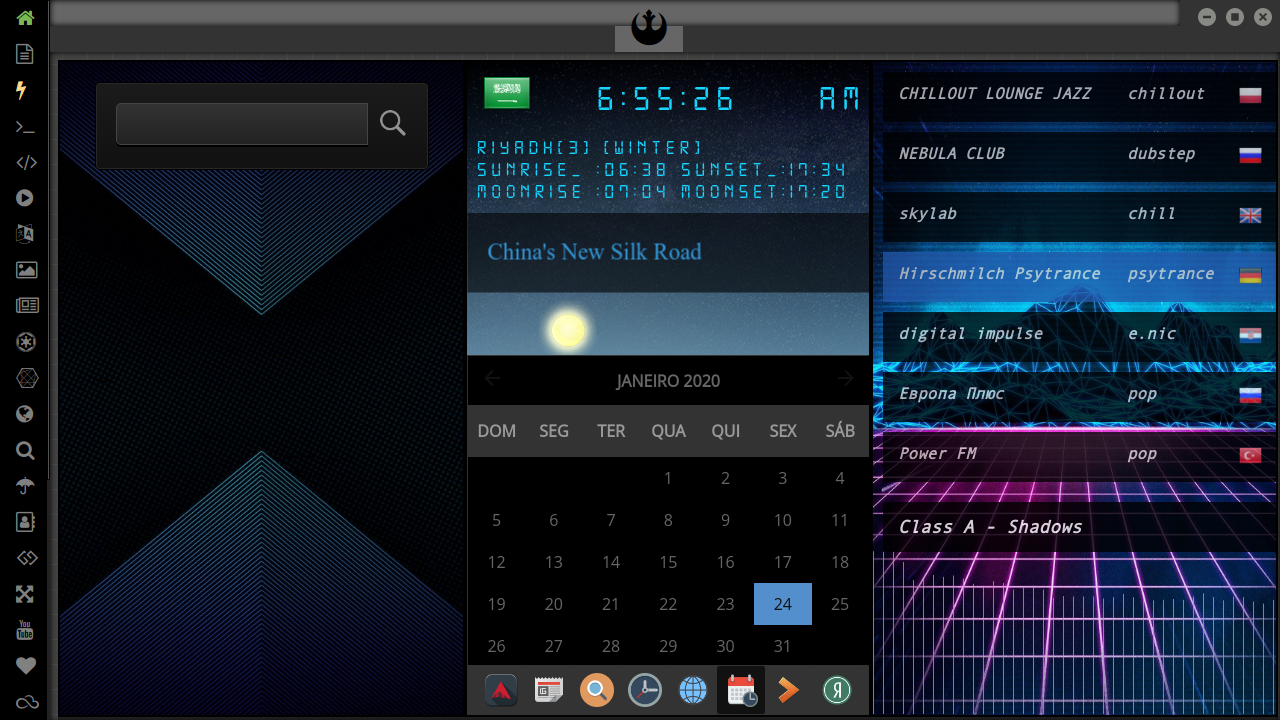 6:55:26 AM
RIYADH(3) (WINTER)
SUNRISE_ :06:38 SUNSET_:17:34
MOONRISE :07:04 MOONSET:17:20
China's New Silk Road
JANEIRO 2020
DOM SEG TER QUA QUI SEX SÁB
1 2 3 4
5 6 7 8 9 10 11
12 13 14 15 16 17 18
19 20 21 22 23 24 25
26 27 28 29 30 31
CHILLOUT LOUNGE JAZZ chillout
NEBULA CLUB dubstep
skylab chill
Hirschmilch Psytrance psytrance
digital impulse e.nic
Европа Плюс pop
Power FM pop
Class A - Shadows
You
Tube
Я